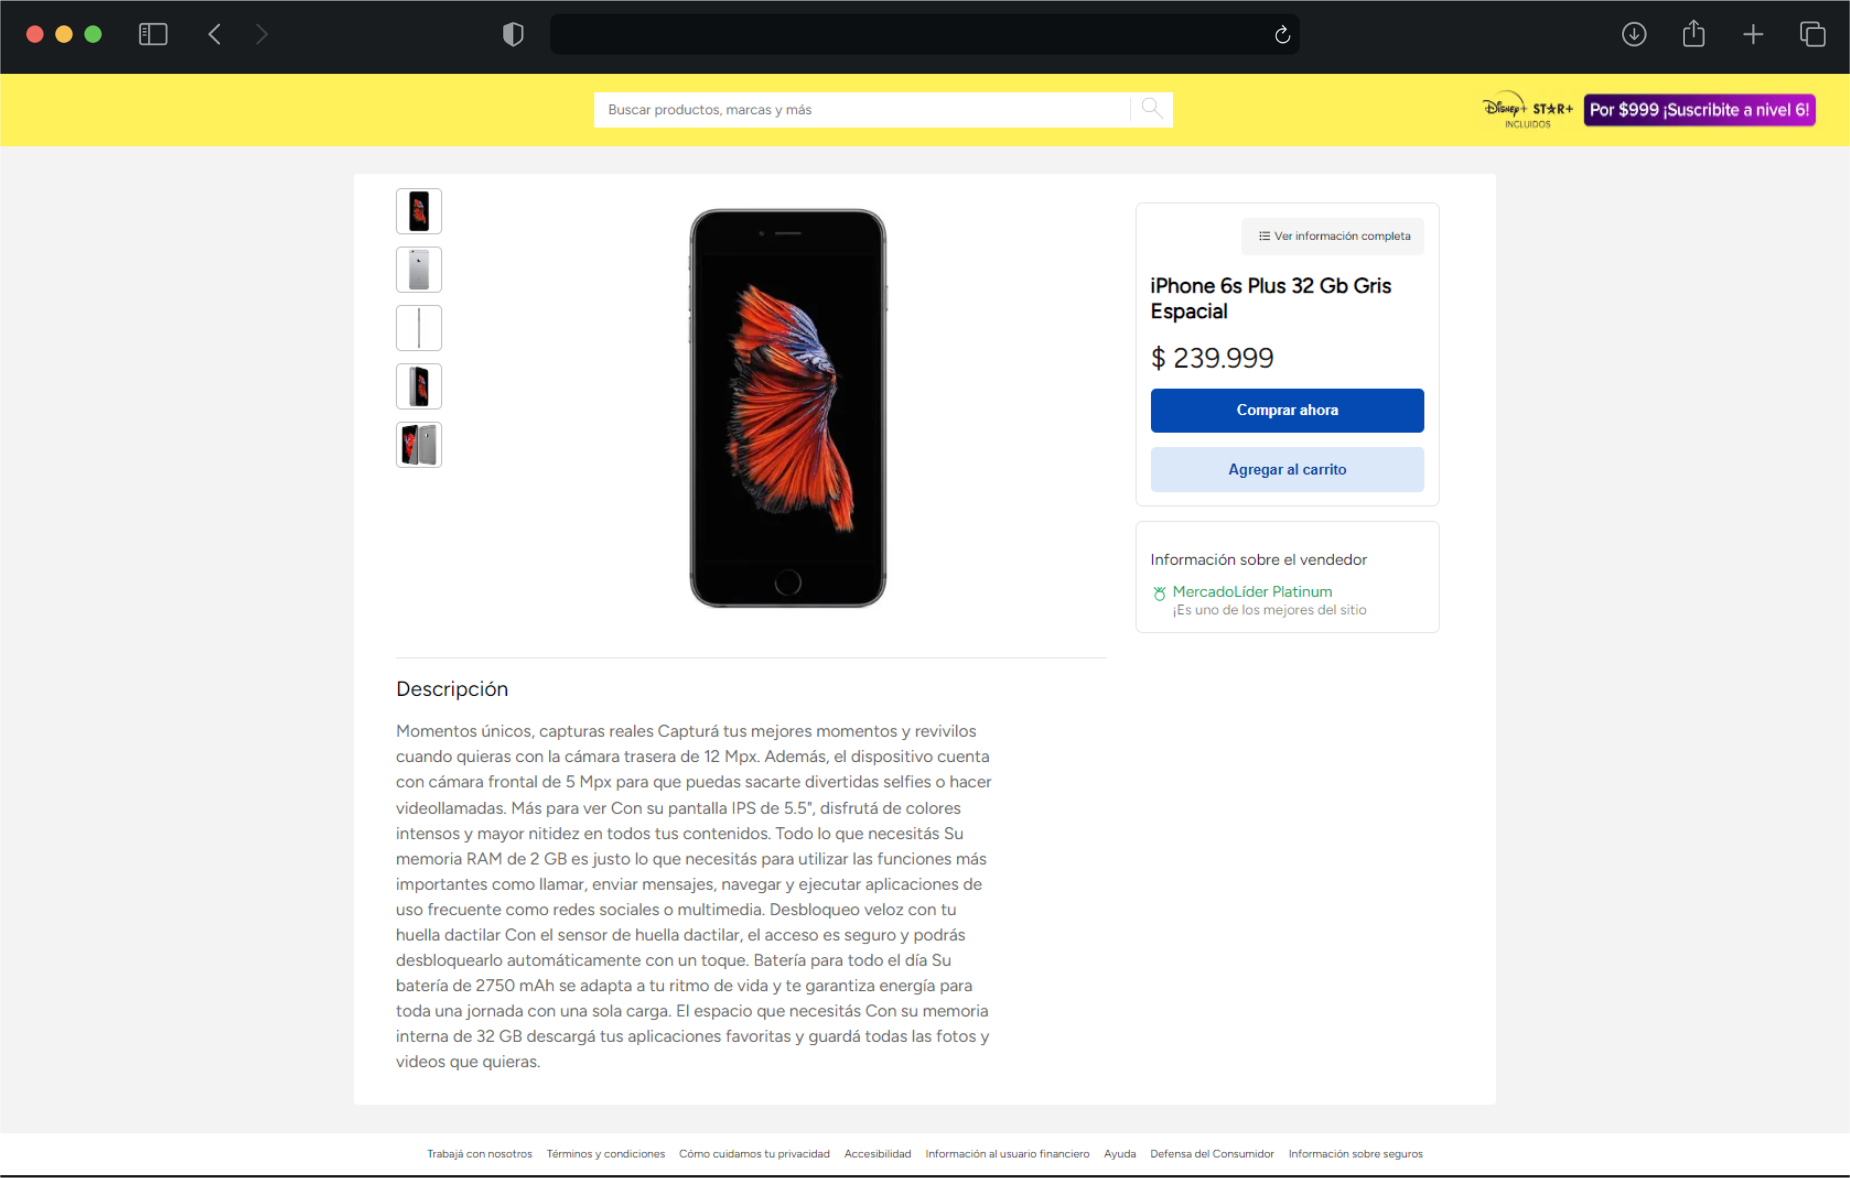 Buscar productos, marcas y más
Disney+ STAR+
INCLUIDOS
Por $999 ¡Suscribite a nivel 6!
Ver información completa
iPhone 6s Plus 32 Gb Gris
Espacial
$ 239.999
Comprar ahora
Agregar al carrito
Información sobre el vendedor
MercadoLíder Platinum
¡Es uno de los mejores del sitio
Descripción
Momentos únicos, capturas reales Capturá tus mejores momentos y revivilos
cuando quieras con la cámara trasera de 12 Mpx. Además, el dispositivo cuenta
con cámara frontal de 5 Mpx para que puedas sacarte divertidas selfies o hacer
videollamadas. Más para ver Con su pantalla IPS de 5.5", disfrutá de colores
intensos y mayor nitidez en todos tus contenidos. Todo lo que necesitás Su
memoria RAM de 2 GB es justo lo que necesitás para utilizar las funciones más
importantes como llamar, enviar mensajes, navegar y ejecutar aplicaciones de
uso frecuente como redes sociales o multimedia. Desbloqueo veloz con tu
huella dactilar Con el sensor de huella dactilar, el acceso es seguro y podrás
desbloquearlo automáticamente con un toque. Batería para todo el día Su
batería de 2750 mAh se adapta a tu ritmo de vida y te garantiza energía para
toda una jornada con una sola carga. El espacio que necesitás Con su memoria
interna de 32 GB descargá tus aplicaciones favoritas y guardá todas las fotos y
videos que quieras.
Trabajá con nosotros Términos y condiciones Cómo cuidamos tu privacidad Accesibilidad Información al usuario financiero Ayuda Defensa del Consumidor Información sobre seguros